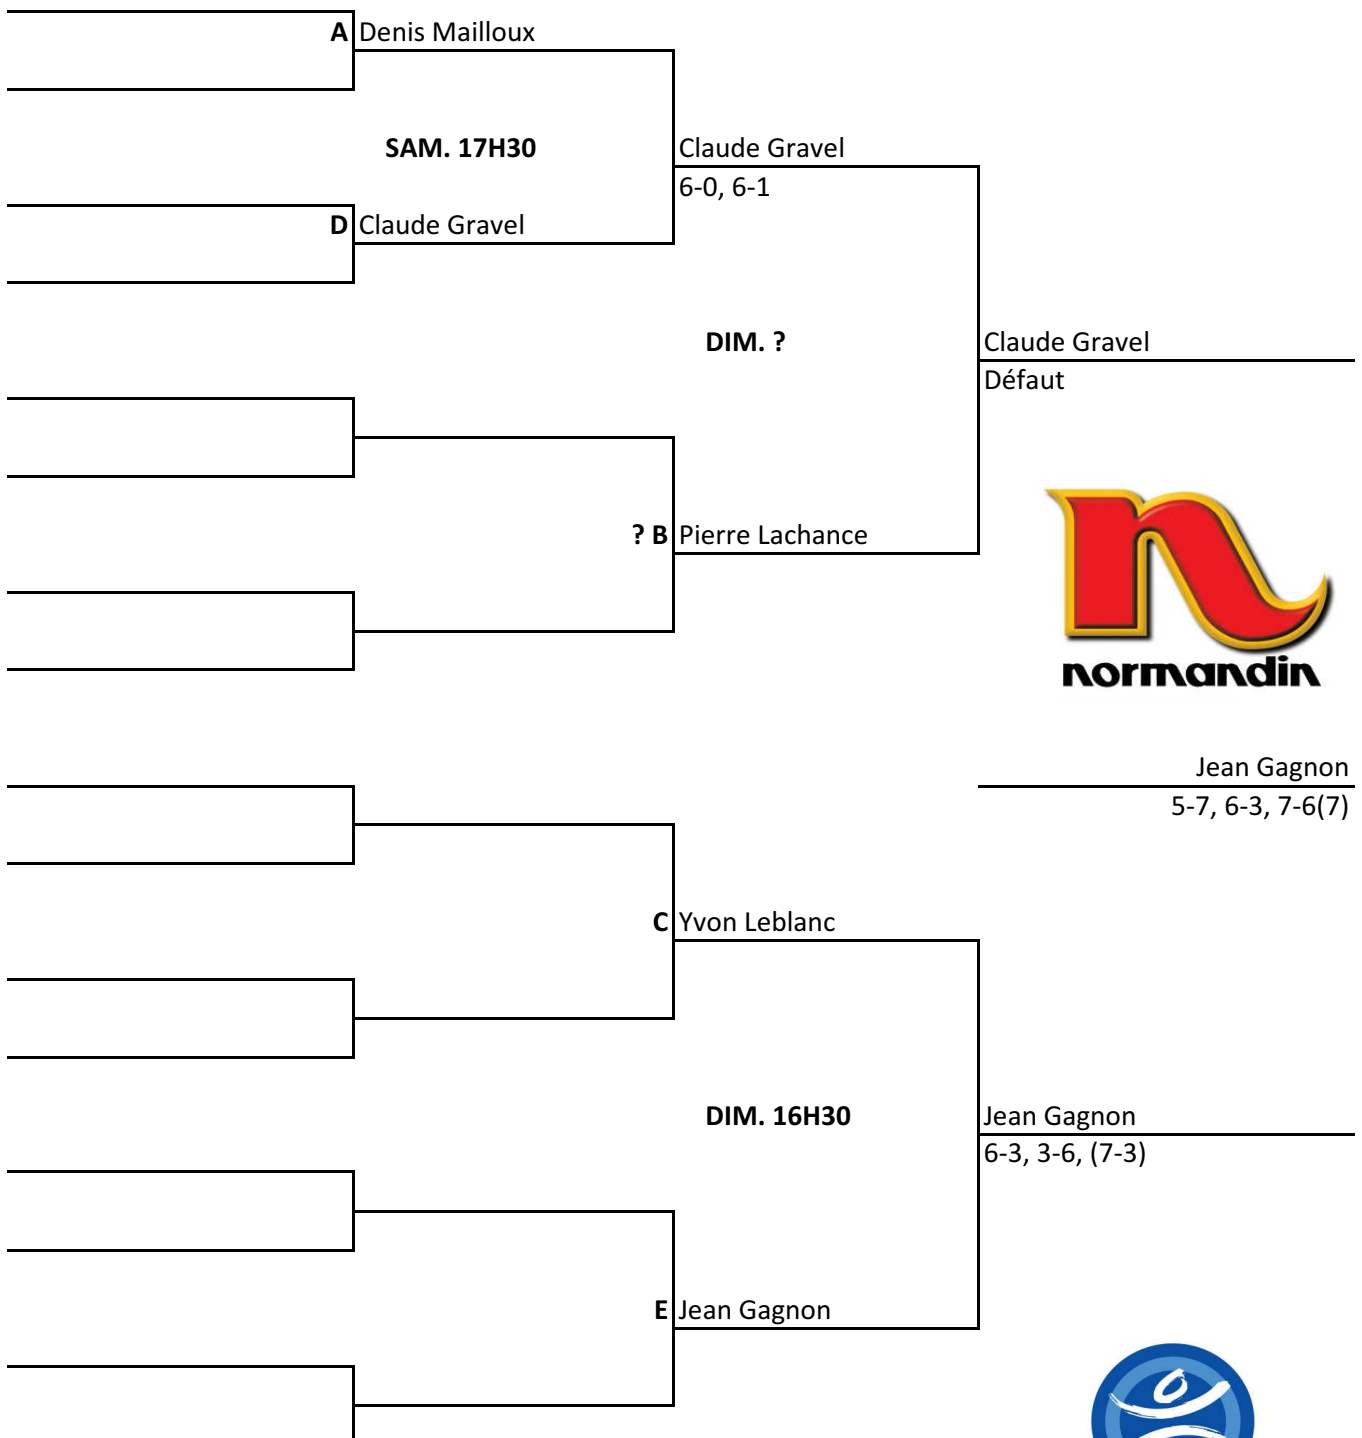 A Denis Mailloux
SAM. 17H30
Claude Gravel
6-0, 6-1
D Claude Gravel
DIM. ?
Claude Gravel
Défaut
? B Pierre Lachance
normandin
Jean Gagnon
5-7, 6-3, 7-6(7)
C Yvon Leblanc
DIM. 16H30
Jean Gagnon
6-3, 3-6, (7-3)
E Jean Gagnon